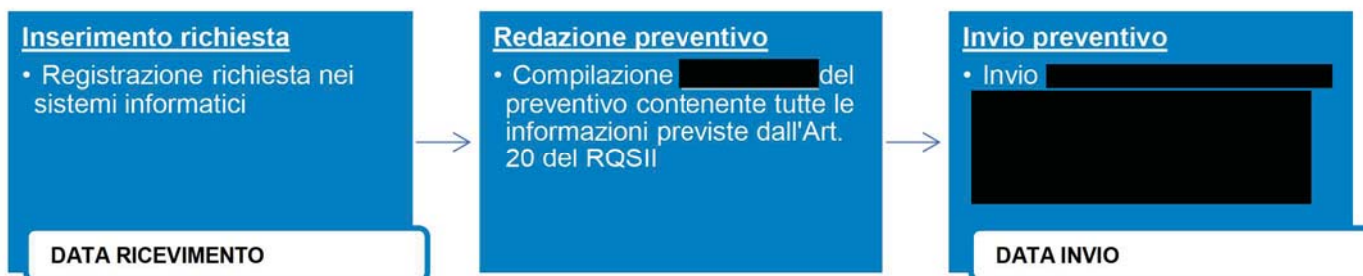 Inserimento richiesta
• Registrazione richiesta nei
sistemi informatici
DATA RICEVIMENTO
Redazione preventivo
• Compilazione del
preventivo contenente tutte le
informazioni previste dall'Art.
20 del RQSII
Invio preventivo
• Invio
DATA INVIO